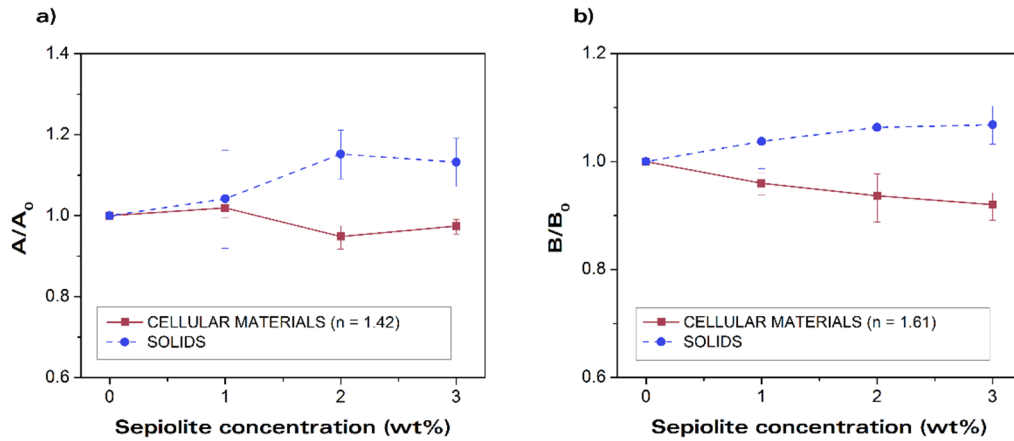 a)
1.4
1.2
1.0
0.8
0.6
A/A₀
CELLULAR MATERIALS (n = 1.42)
SOLIDS
0 1 2 3
Sepiolite concentration (wt%)
b)
1.2
1.0
0.8
0.6
B/B₀
CELLULAR MATERIALS (n = 1.61)
SOLIDS
0 1 2 3
Sepiolite concentration (wt%)